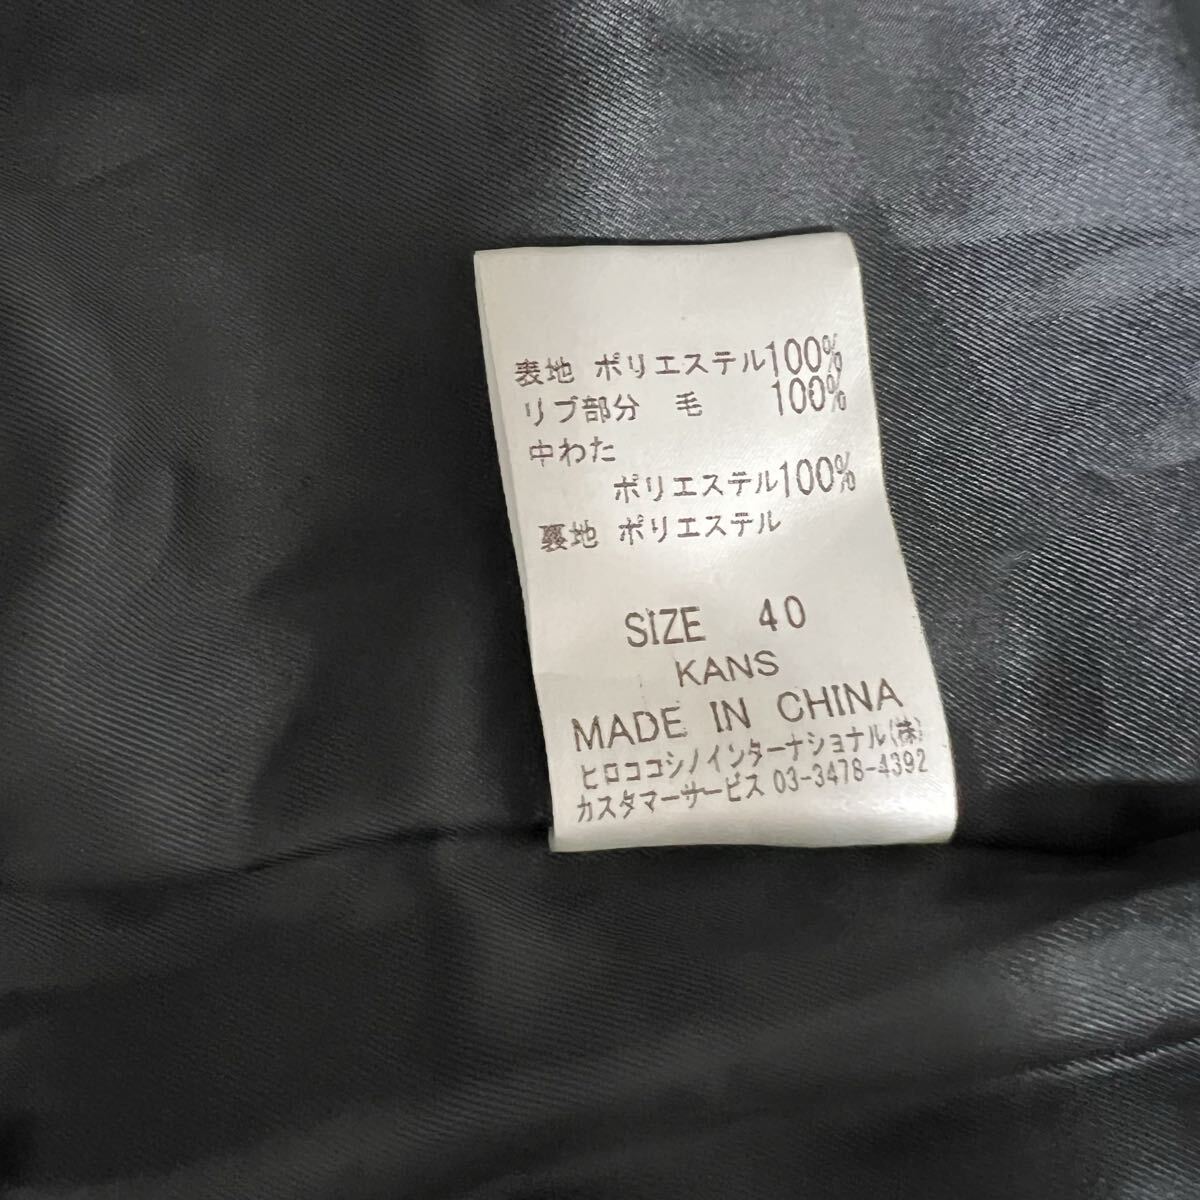 表地 ポリエステル100%
リブ部分 毛 100%
中わた
ポリエステル100%
裏地 ポリエステル
SIZE 40
KANS
MADE IN CHINA
ヒロココシノインターナショナル(株)
カスタマーサービス 03-3478-4392